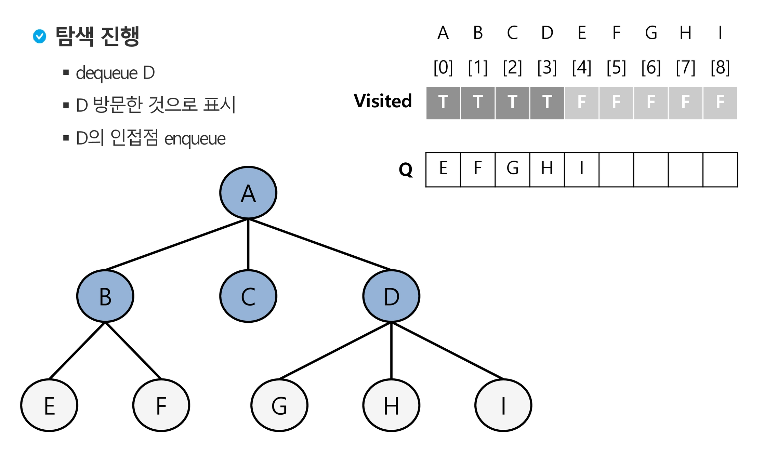 탐색 진행
▪ dequeue D
▪ D 방문한 것으로 표시
▪ D의 인접점 enqueue
A B C D E F G H I
[0] [1] [2] [3] [4] [5] [6] [7] [8]
Visited T T T T F F F F F
Q E F G H I
A
B C D
E F G H I